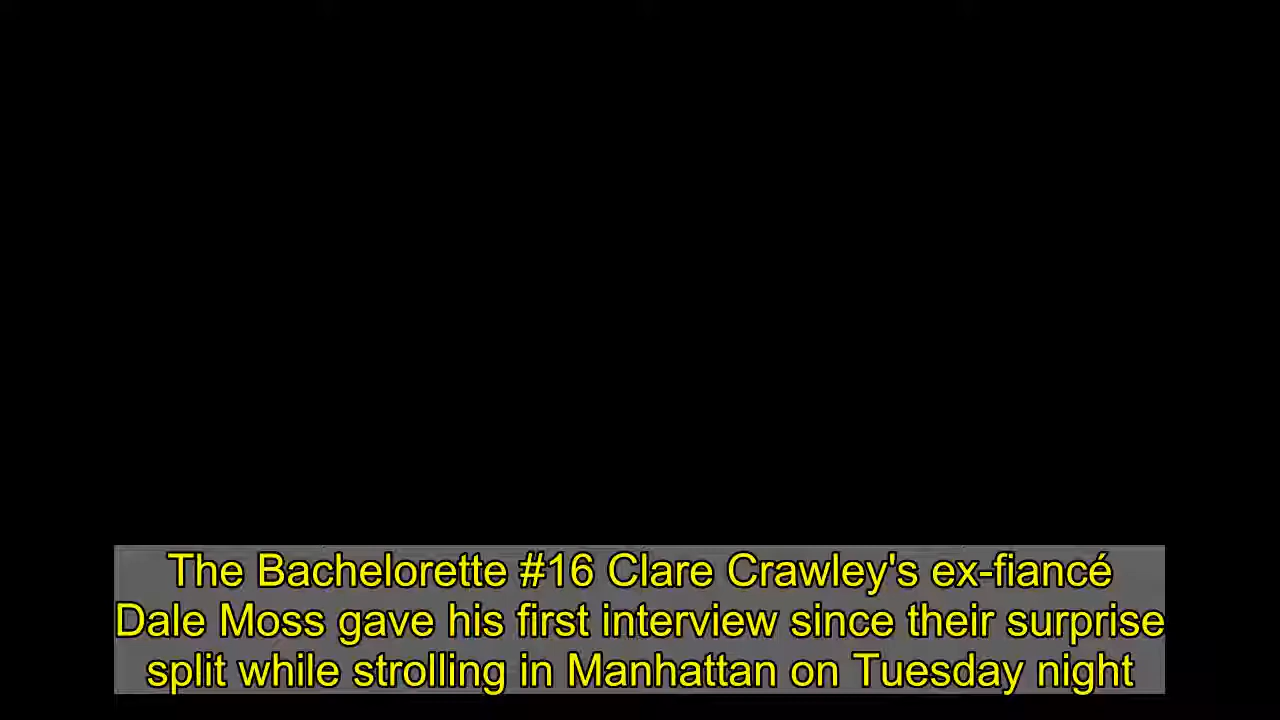 The Bachelorette #16 Clare Crawley's ex-fiancé
Dale Moss gave his first interview since their surprise
split while strolling in Manhattan on Tuesday night